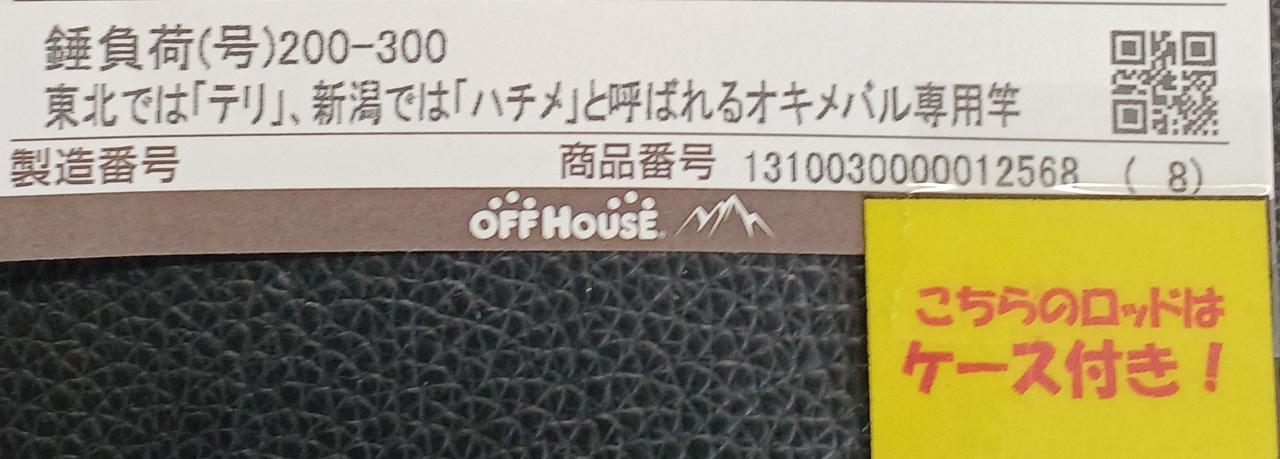 錘負荷(号)200-300
東北では「テリ」、新潟では「ハチメ」と呼ばれるオキメバル専用竿
製造番号
商品番号 1310030000012568 ( 8)
OFF HOUSE
こちらのロッドは
ケース付き!